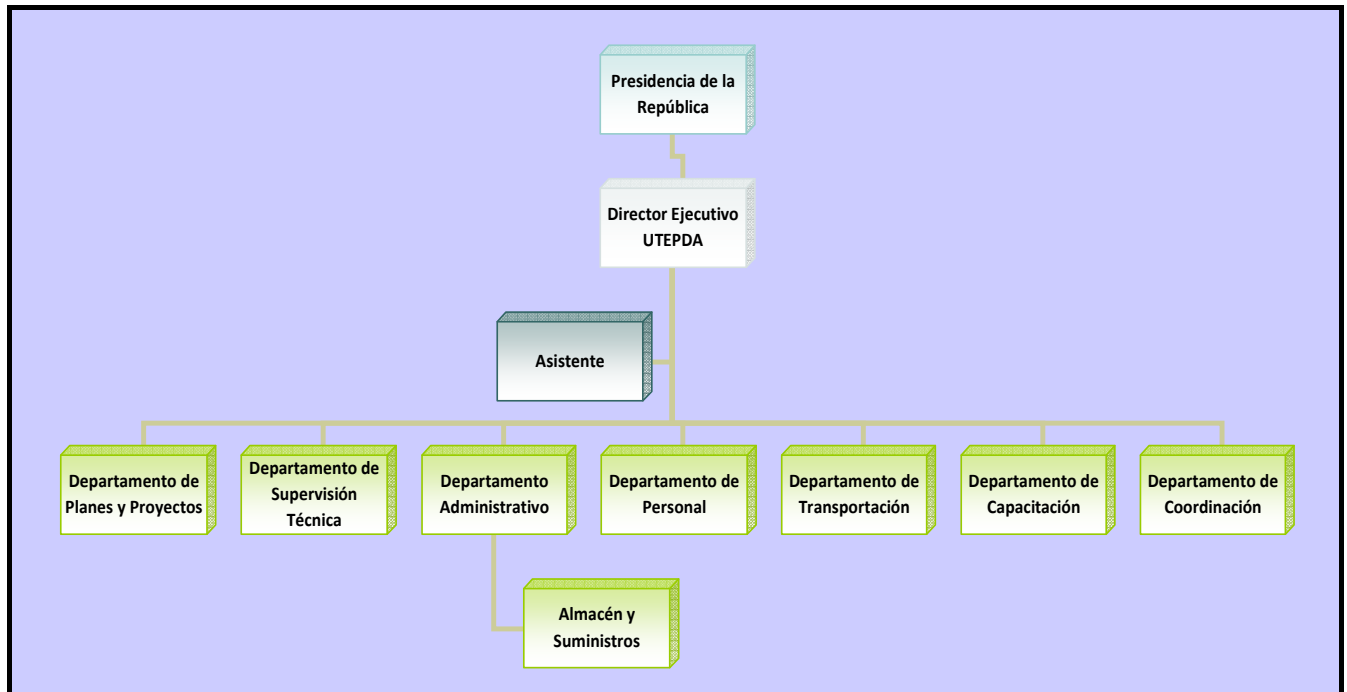 Presidencia de la
República
Director Ejecutivo
UTEPDA
Asistente
Departamento de
Planes y Proyectos
Departamento de
Supervisión
Técnica
Departamento
Administrativo
Departamento de
Personal
Departamento de
Transportación
Departamento de
Capacitación
Departamento de
Coordinación
Almacén y
Suministros